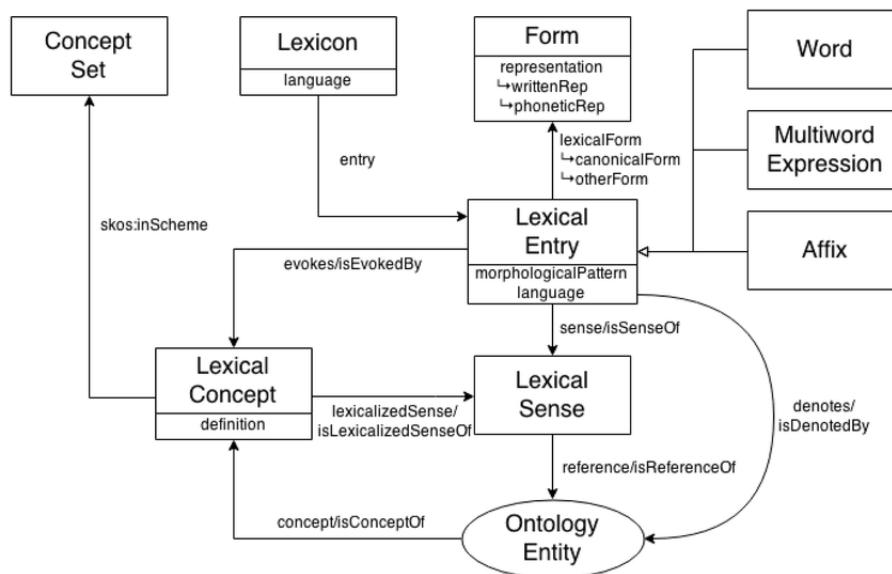 Concept
Set
Lexicon
language
Form
representation
↳writtenRep
↳phoneticRep
Word
Multiword
Expression
Affix
entry
lexicalForm
↳canonicalForm
↳otherForm
skos:inScheme
Lexical
Entry
morphologicalPattern
language
evokes/isEvokedBy
sense/isSenseOf
Lexical
Concept
definition
lexicalizedSense/
isLexicalizedSenseOf
Lexical
Sense
denotes/
isDenotedBy
reference/isReferenceOf
concept/isConceptOf
Ontology
Entity